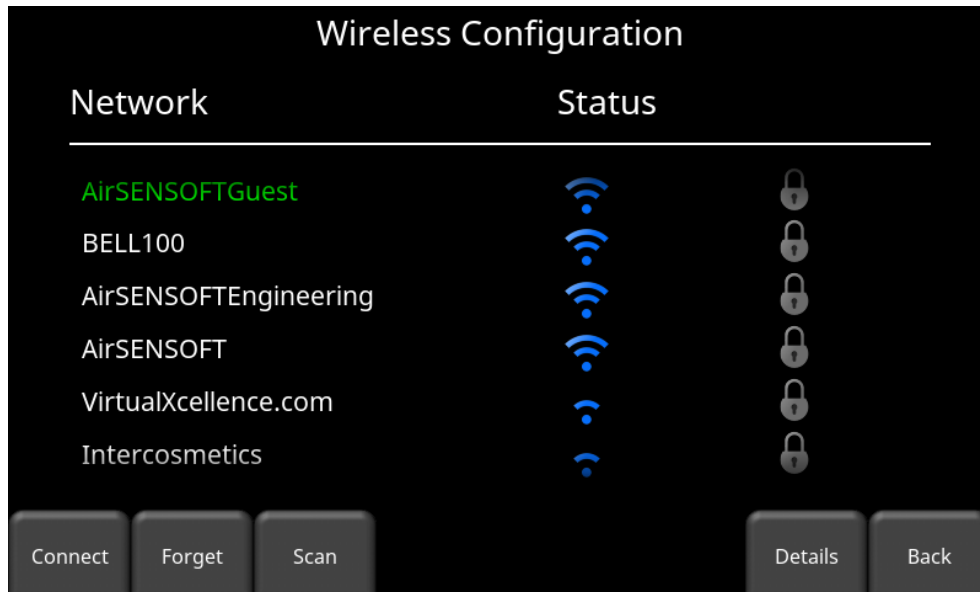 Wireless Configuration
Network Status
AirSENSOFTGuest
BELL100
AirSENSOFTEngineering
AirSENSOFT
VirtualXcellence.com
Intercosmetics
Connect Forget Scan Details Back